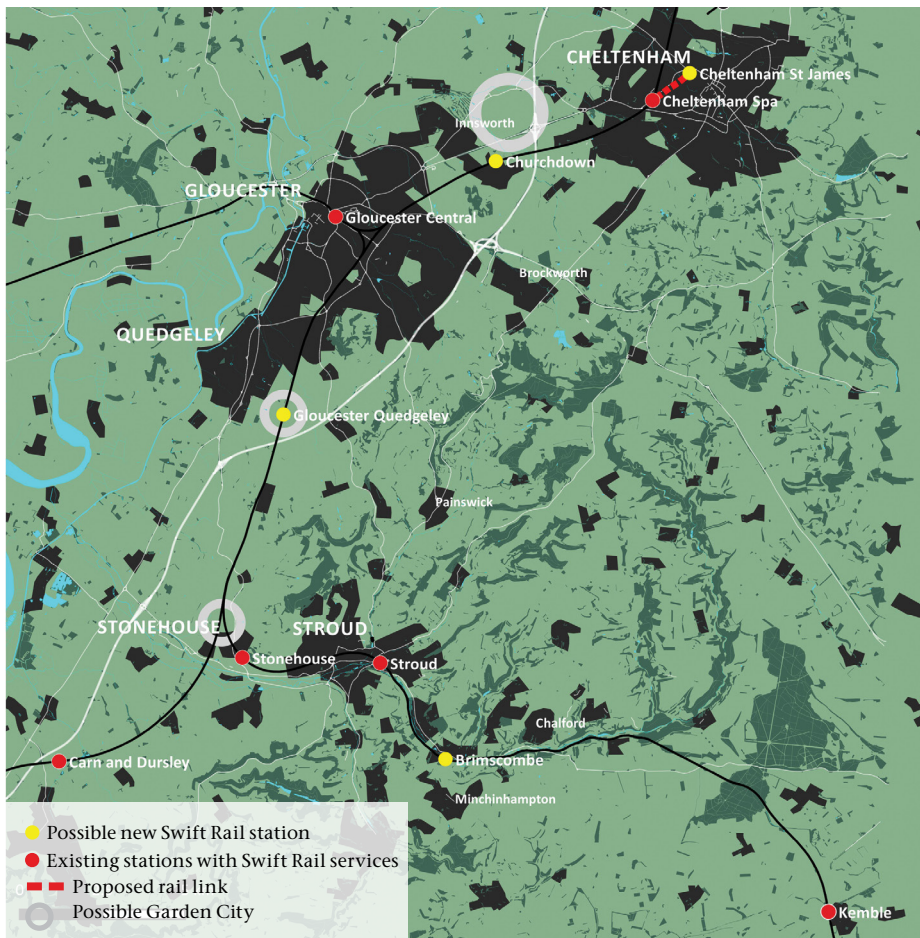 CHELTENHAM
Cheltenham St James
Cheltenham Spa
Innsworth
Churchdown
GLOUCESTER
Gloucester Central
Brockworth
QUEDGELEY
Gloucester Quedgeley
Painswick
STONEHOUSE
STROUD
Stonehouse
Stroud
Chalford
Brimscombe
Carn and Dursley
Minchinhampton
Possible new Swift Rail station
Existing stations with Swift Rail services
0
Proposed rail link
Possible Garden City
Kemble